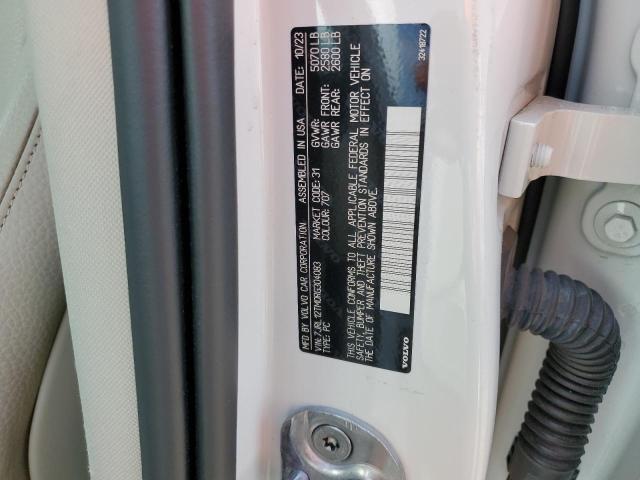 MFD BY VOLVO CAR CORPORATION ASSEMBLED IN USA DATE: 10/23
VIN: 7JRL12TM0RG304083 GVWR: 5070 LB
TYPE: PC MARKET CODE: 31 GAWR FRONT: 2580 LB
COLOUR: 707 GAWR REAR: 2600 LB
THIS VEHICLE CONFORMS TO ALL APPLICABLE FEDERAL MOTOR VEHICLE
SAFETY, BUMPER AND THEFT PREVENTION STANDARDS IN EFFECT ON
THE DATE OF MANUFACTURE SHOWN ABOVE.
VOLVO
32418722